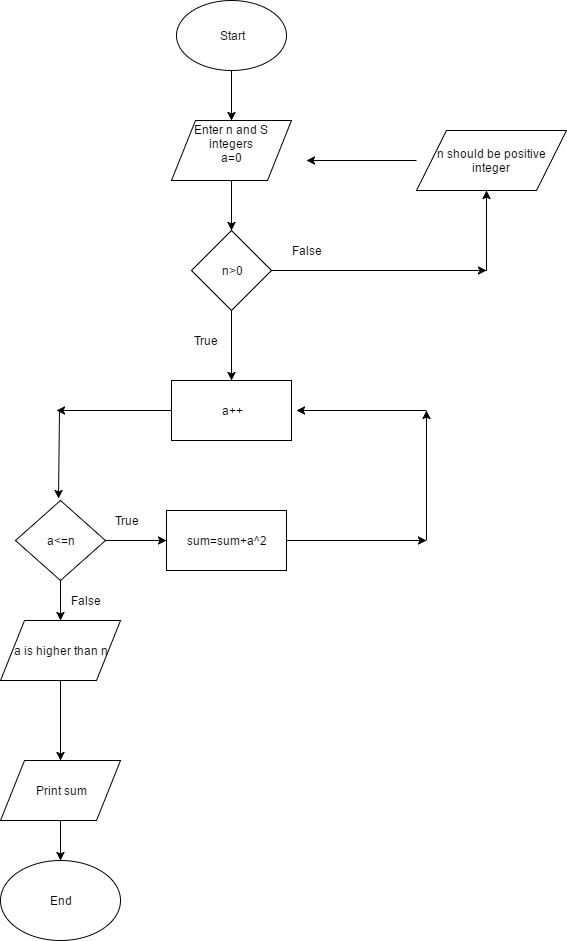 Start
Enter n and S
integers
a=0
n should be positive
integer
n>0
False
True
a++
a<=n
True
sum=sum+a^2
False
a is higher than n
Print sum
End